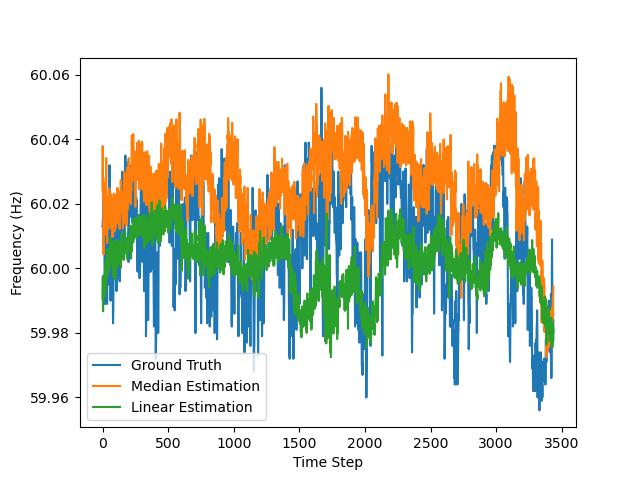 60.06
60.04
60.02
60.00
59.98
59.96
Frequency (Hz)
Ground Truth
Median Estimation
Linear Estimation
0 500 1000 1500 2000 2500 3000 3500
Time Step